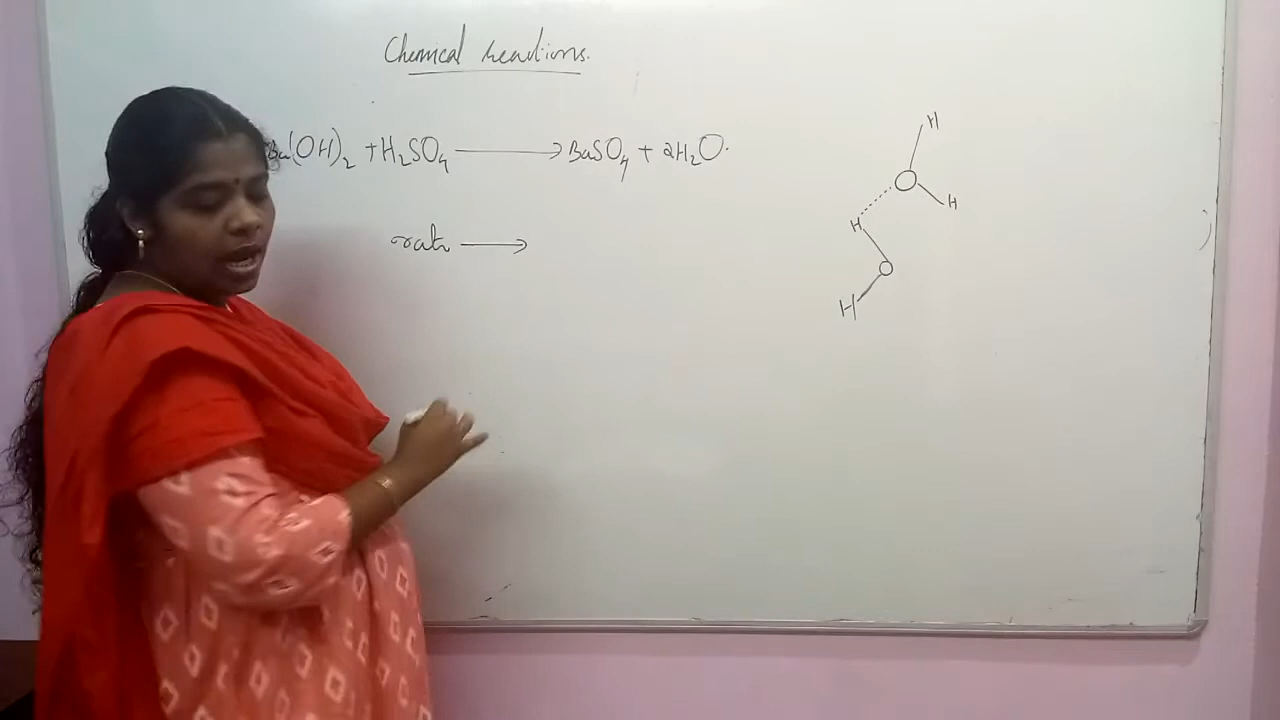 Chemical reactions.
Ba(OH)₂ + H₂SO₄ ⟶ BaSO₄ + 2H₂O.
rate ⟶
H
O
H
H
O
H